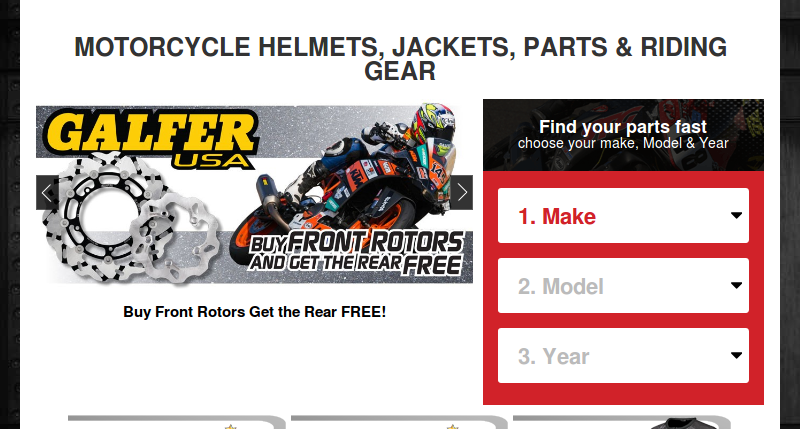 MOTORCYCLE HELMETS, JACKETS, PARTS & RIDING
GEAR
GALFER
USA
BUY FRONT ROTORS
AND GET THE REAR FREE
Buy Front Rotors Get the Rear FREE!
Find your parts fast
choose your make, Model & Year
1. Make
2. Model
3. Year